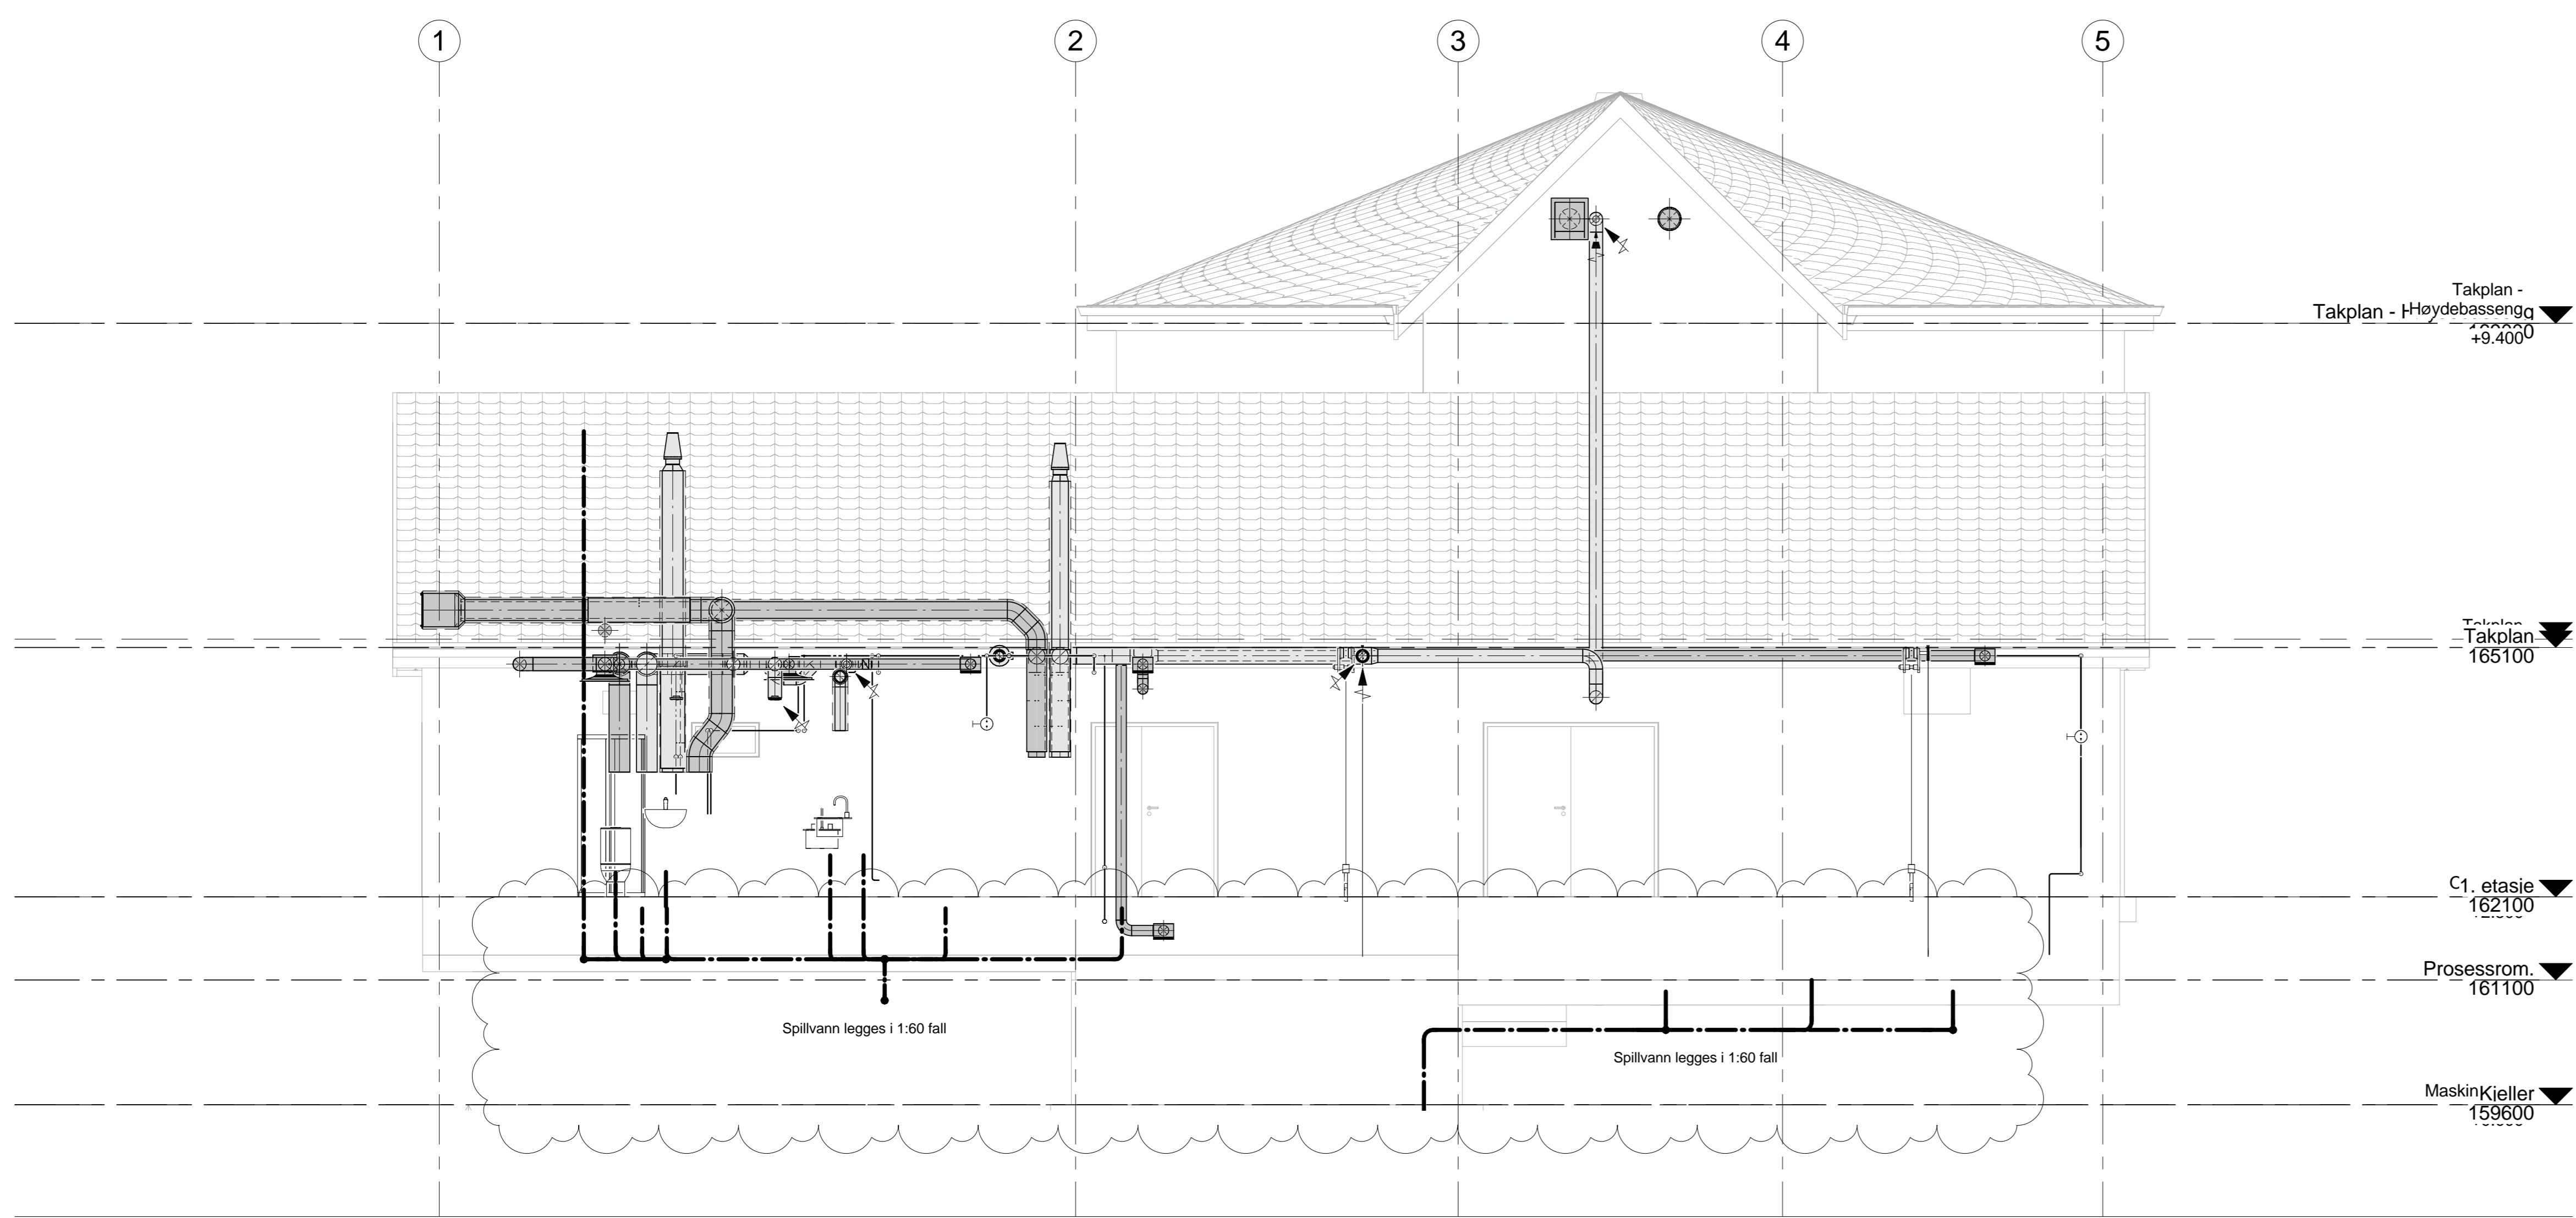 1
2
3
4
5
Takplan -
Takplan - Høydebasseng
+9.400
Takplan
Takplan
165100
1. etasje
162100
Prosessrom.
161100
Maskin Kjeller
159600
Spillvann legges i 1:60 fall
Spillvann legges i 1:60 fall